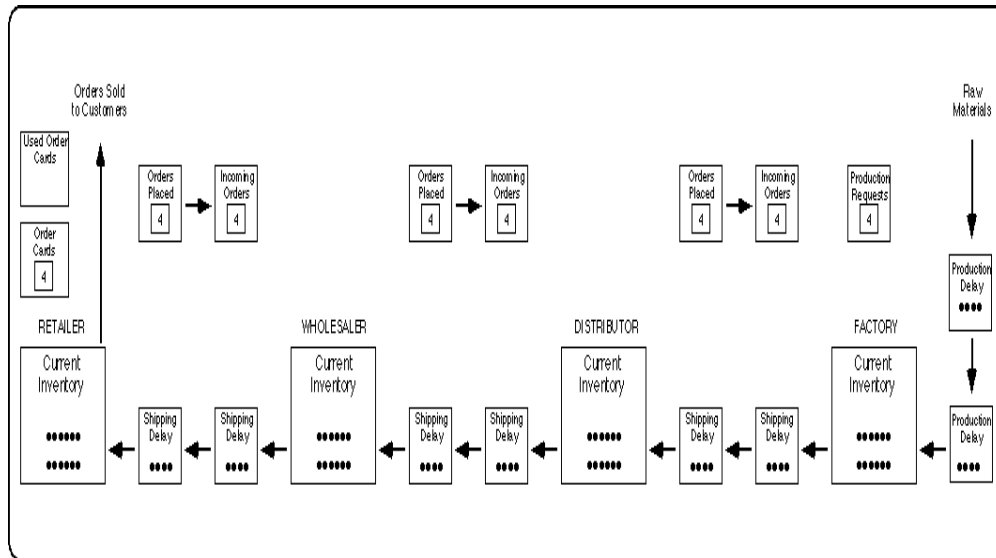 Orders Sold
to Customers
Raw
Materials
Used Order
Cards
Orders
Placed
4
Incoming
Orders
4
Orders
Placed
4
Incoming
Orders
4
Orders
Placed
4
Incoming
Orders
4
Production
Requests
4
Order
Cards
4
Production
Delay
RETAILER
WHOLESALER
DISTRIBUTOR
FACTORY
Current
Inventory
Shipping
Delay
Shipping
Delay
Current
Inventory
Shipping
Delay
Shipping
Delay
Current
Inventory
Shipping
Delay
Shipping
Delay
Current
Inventory
Production
Delay